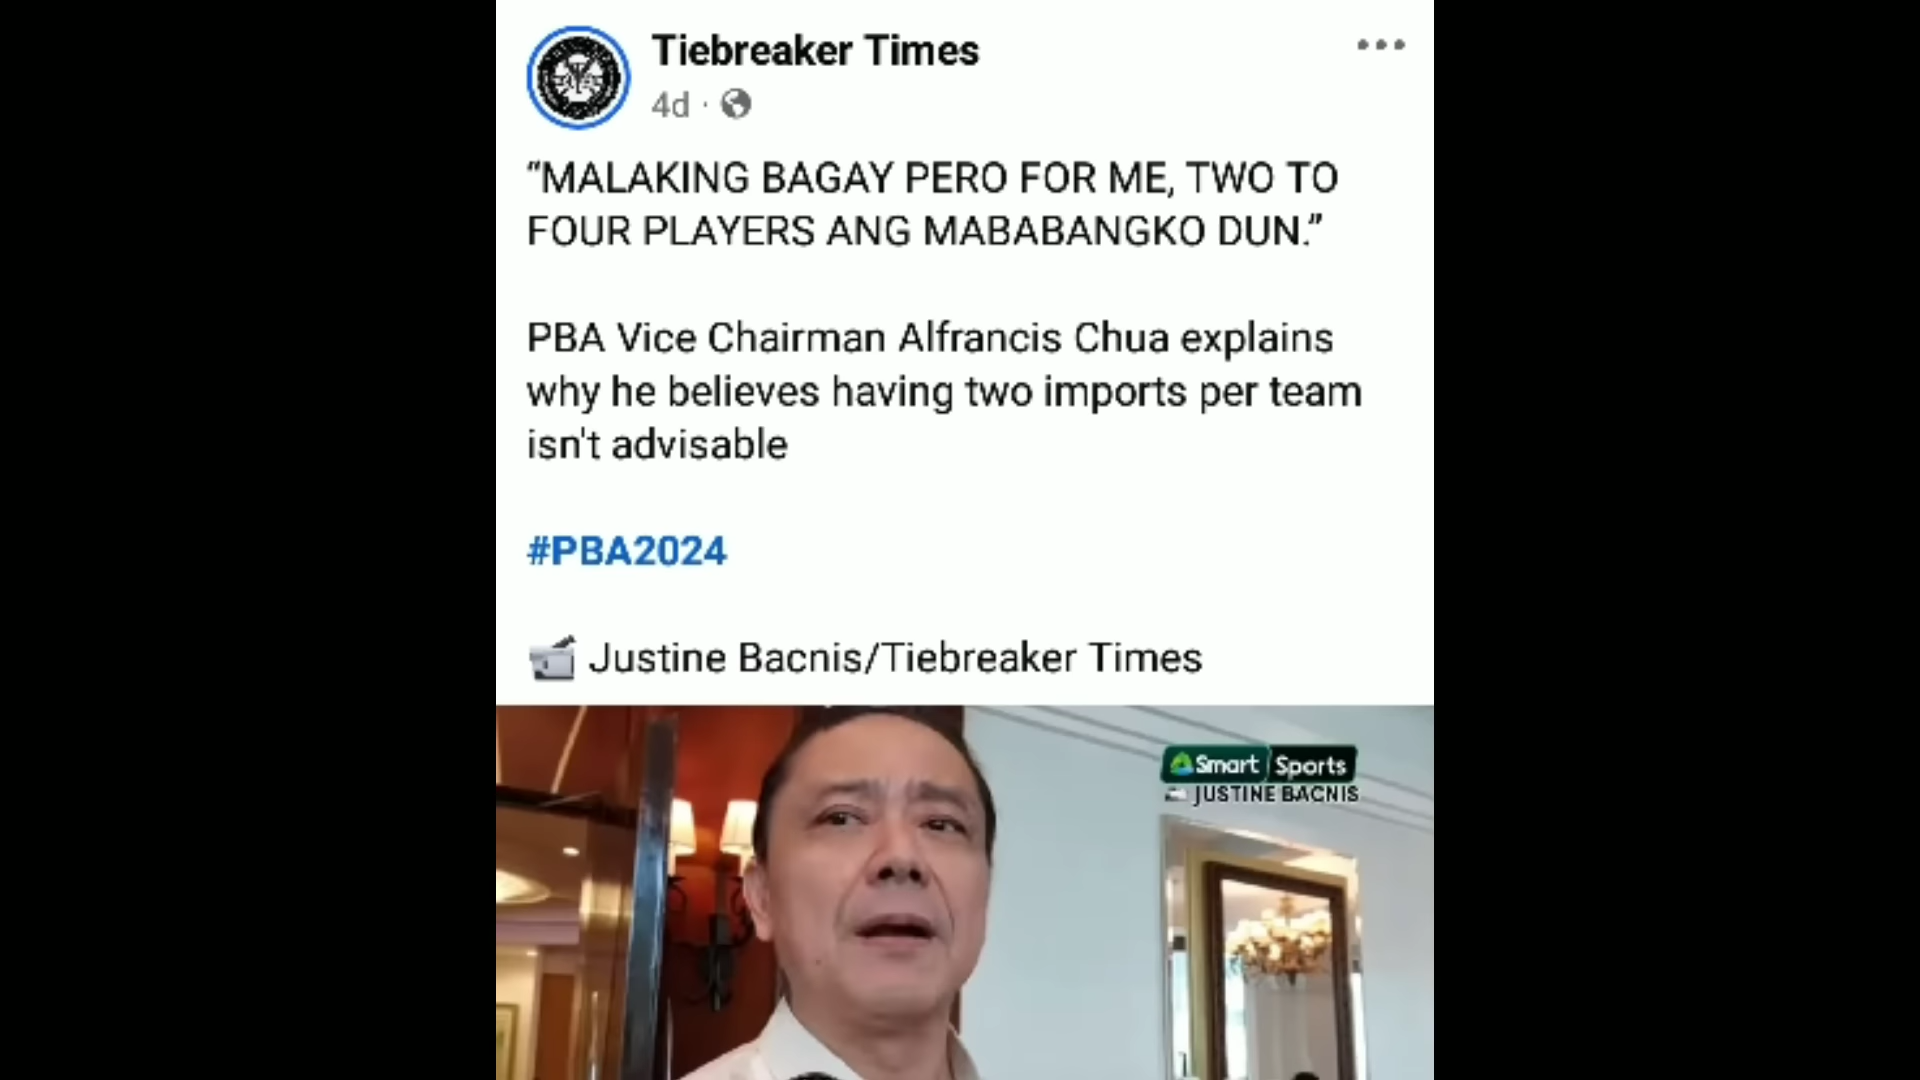 Tiebreaker Times
4d ·
“MALAKING BAGAY PERO FOR ME, TWO TO
FOUR PLAYERS ANG MABABANGKO DUN.”
PBA Vice Chairman Alfrancis Chua explains
why he believes having two imports per team
isn't advisable
#PBA2024
Justine Bacnis/Tiebreaker Times
Smart Sports
JUSTINE BACNIS